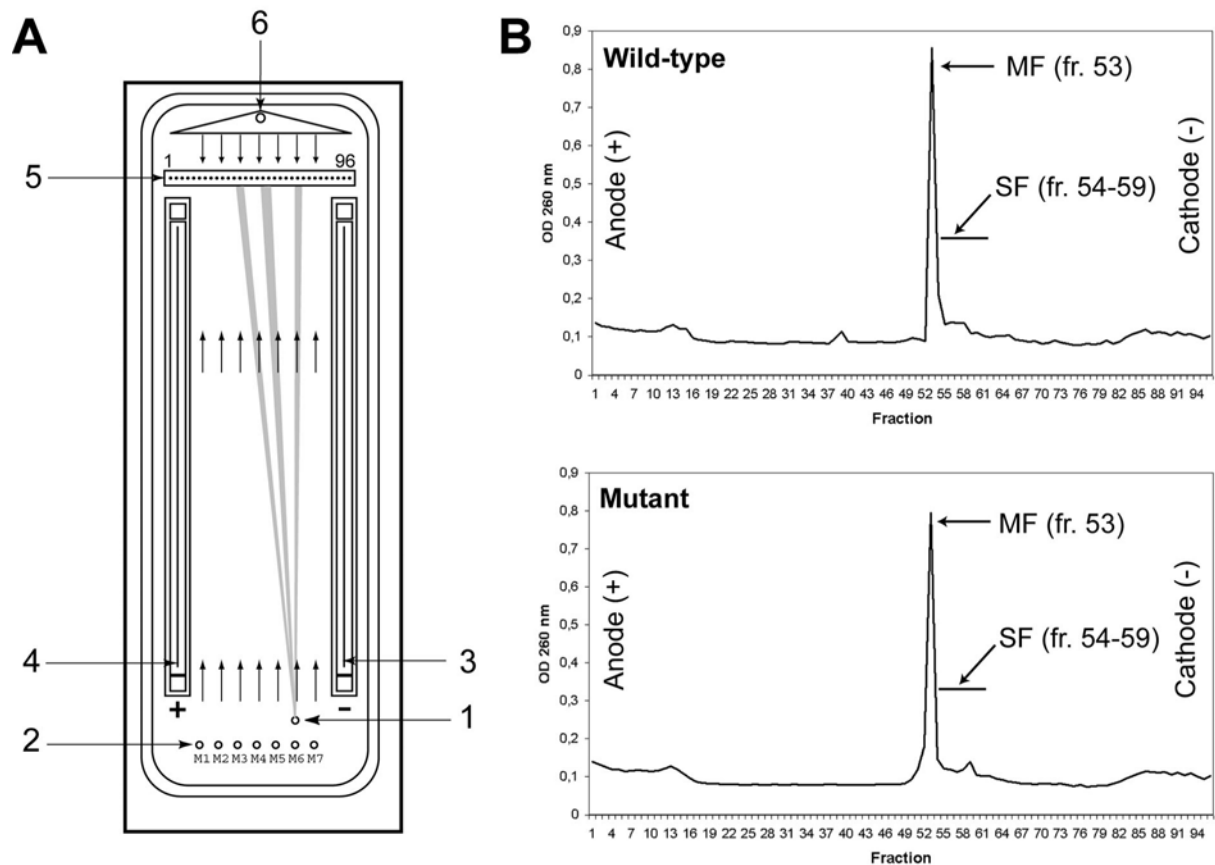 A
6
1 96
5
4
3
+ -
1
2
M1 M2 M3 M4 M5 M6 M7
B
Wild-type
MF (fr. 53)
SF (fr. 54-59)
Anode (+)
Cathode (-)
OD 260 nm
0,9
0,8
0,7
0,6
0,5
0,4
0,3
0,2
0,1
0
1 4 7 10 13 16 19 22 25 28 31 34 37 40 43 46 49 52 55 58 61 64 67 70 73 76 79 82 85 88 91 94
Fraction
Mutant
MF (fr. 53)
SF (fr. 54-59)
Anode (+)
Cathode (-)
OD 260 nm
0,9
0,8
0,7
0,6
0,5
0,4
0,3
0,2
0,1
0
1 4 7 10 13 16 19 22 25 28 31 34 37 40 43 46 49 52 55 58 61 64 67 70 73 76 79 82 85 88 91 94
Fraction